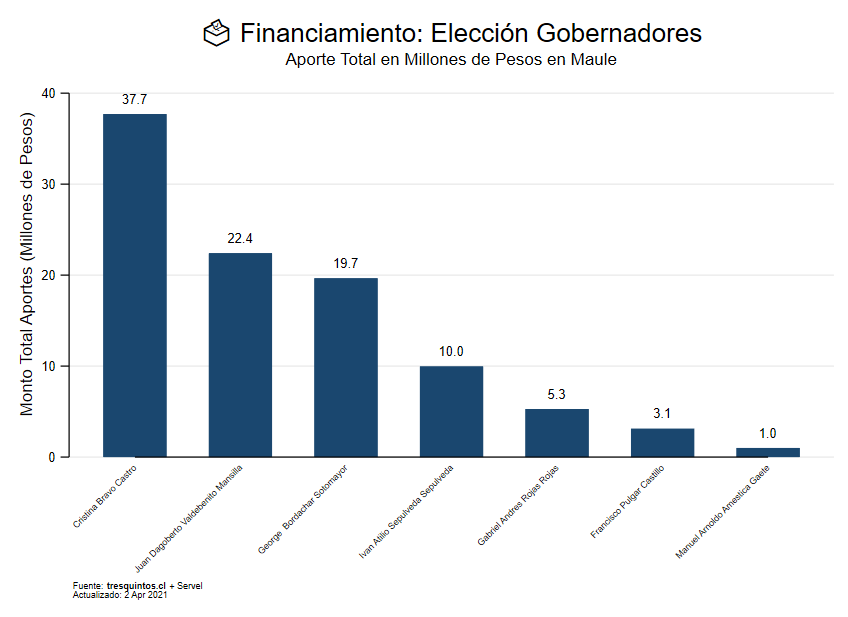 Financiamiento: Elección Gobernadores
Aporte Total en Millones de Pesos en Maule
Monto Total Aportes (Millones de Pesos)
40
30
20
10
0
37.7
22.4
19.7
10.0
5.3
3.1
1.0
Cristina Bravo Castro
Juan Dagoberto Valdebenito Mansilla
George Bordachar Sotomayor
Ivan Atilio Sepulveda Sepulveda
Gabriel Andres Rojas Rojas
Francisco Pulgar Castillo
Manuel Arnoldo Amestica Gaete
Fuente: tresquintos.cl + Servel
Actualizado: 2 Apr 2021